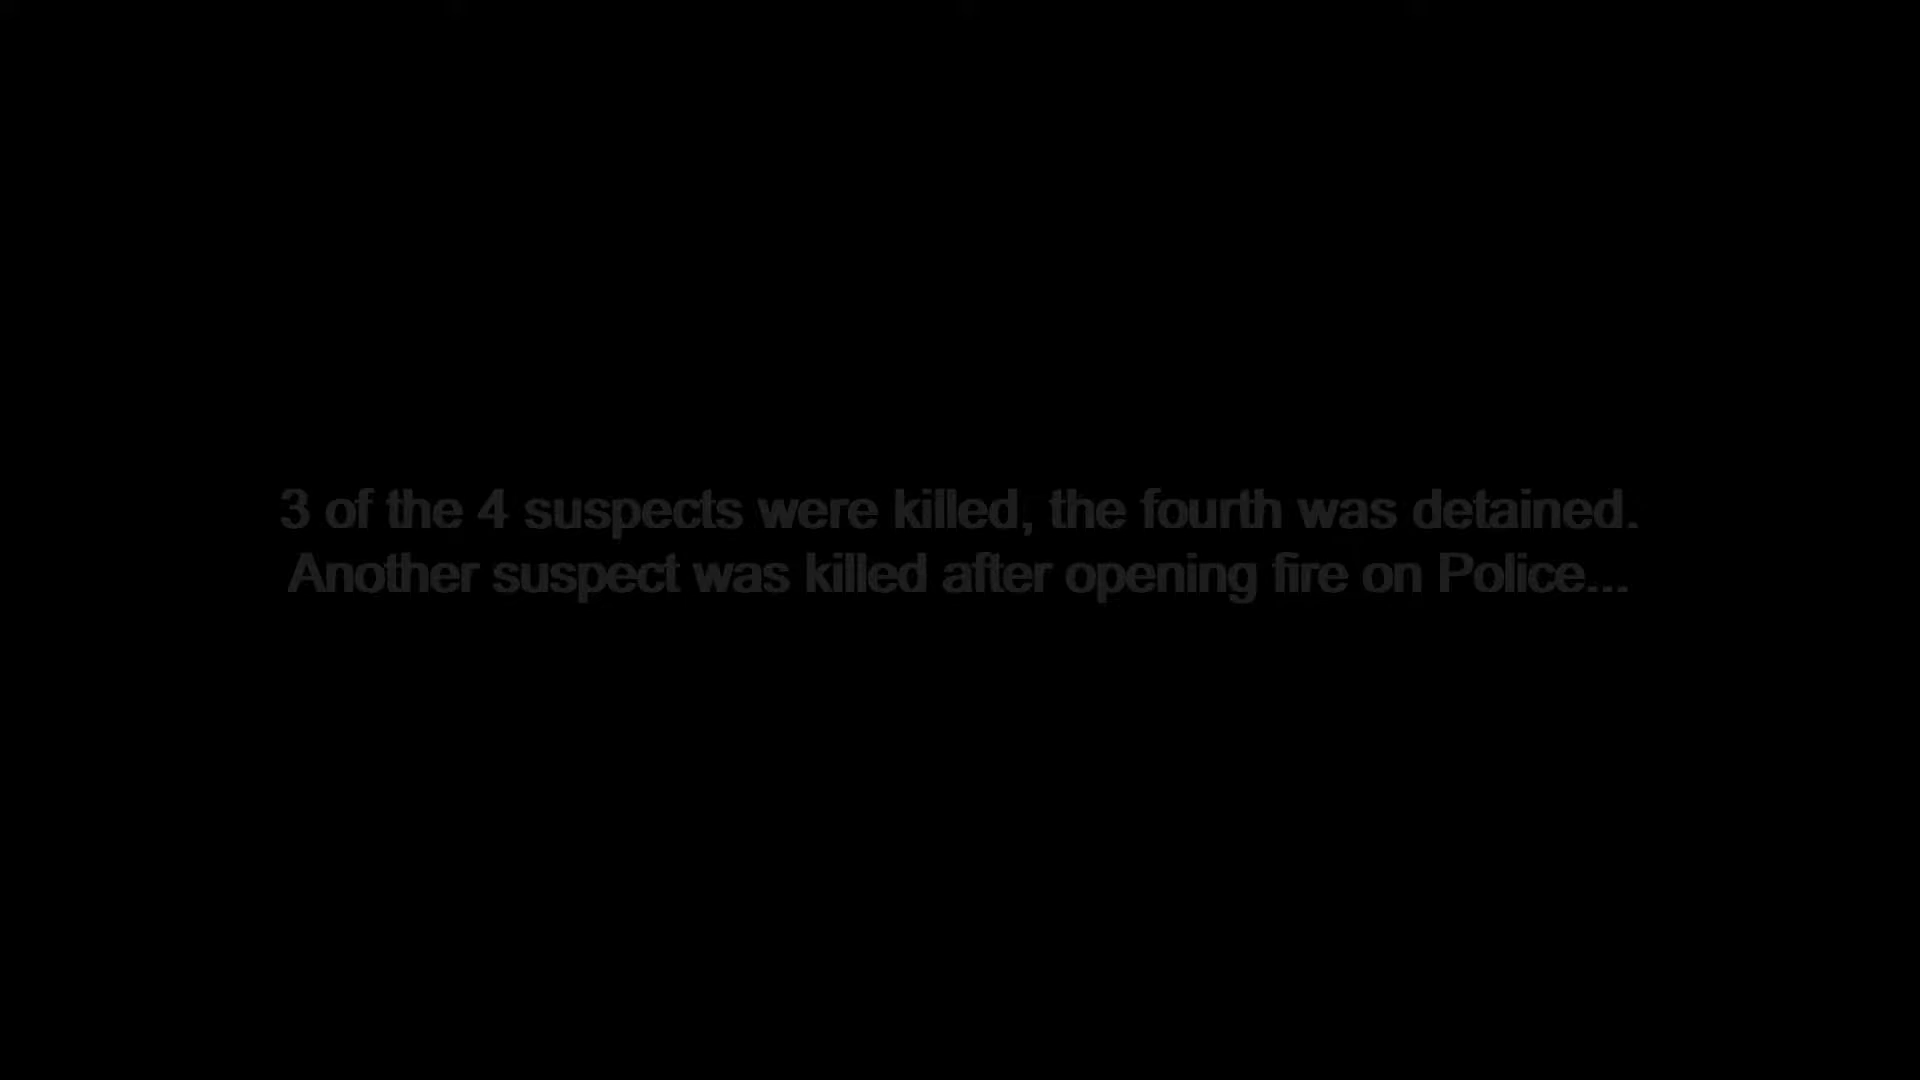 3 of the 4 suspects were killed, the fourth was detained.
Another suspect was killed after opening fire on Police...